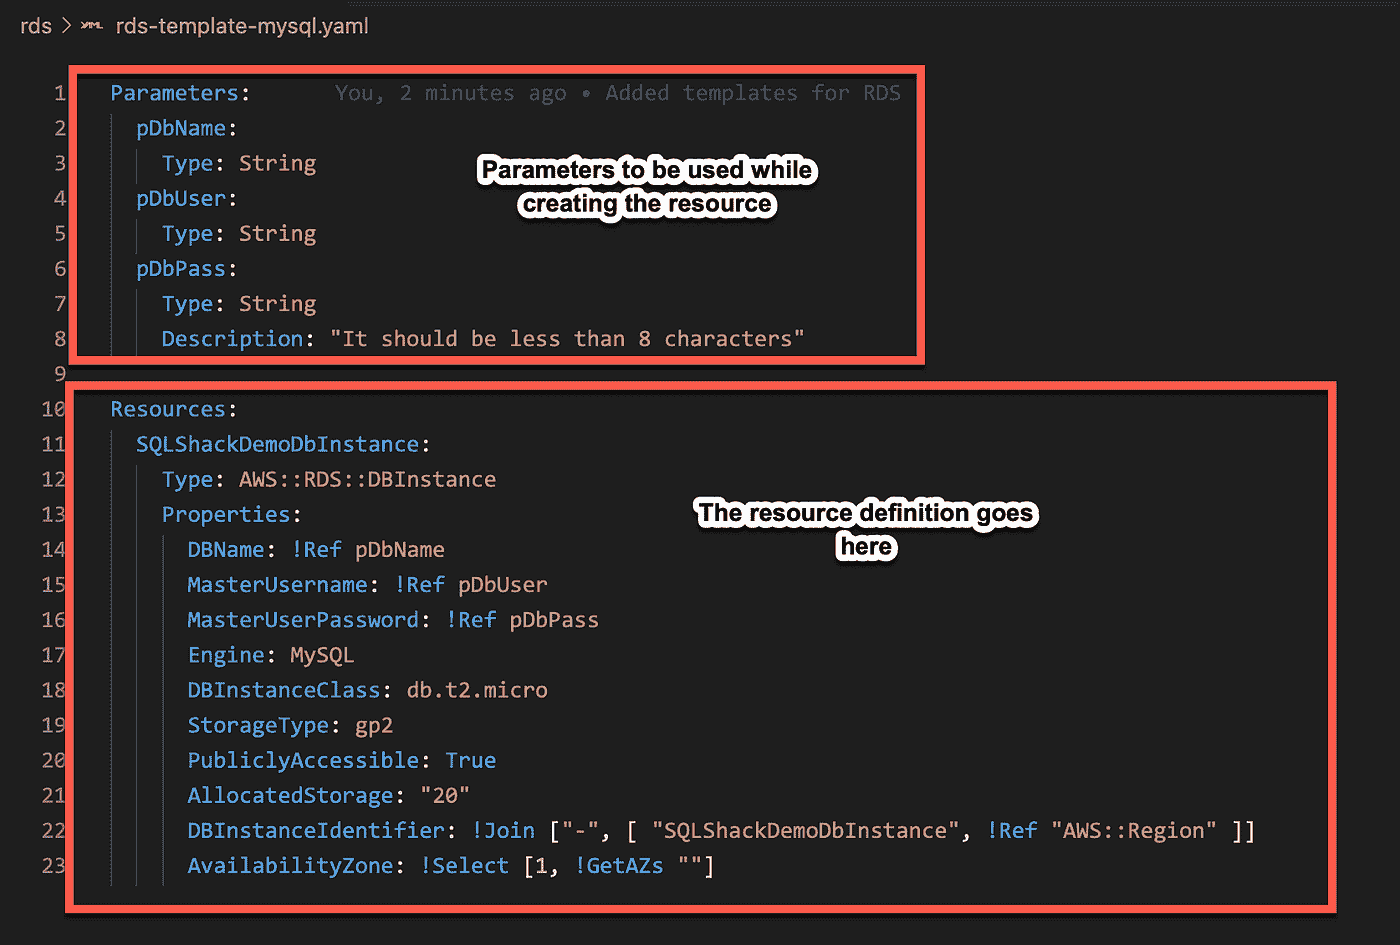 rds > YAML rds-template-mysql.yaml
1 Parameters: You, 2 minutes ago • Added templates for RDS
2 pDbName:
3 Type: String
Parameters to be used while
4 pDbUser:
creating the resource
5 Type: String
6 pDbPass:
7 Type: String
8 Description: "It should be less than 8 characters"
9
10 Resources:
11 SQLShackDemoDbInstance:
12 Type: AWS::RDS::DBInstance
13 Properties:
The resource definition goes
here
14 DBName: !Ref pDbName
15 MasterUsername: !Ref pDbUser
16 MasterUserPassword: !Ref pDbPass
17 Engine: MySQL
18 DBInstanceClass: db.t2.micro
19 StorageType: gp2
20 PubliclyAccessible: True
21 AllocatedStorage: "20"
22 DBInstanceIdentifier: !Join ["-", [ "SQLShackDemoDbInstance", !Ref "AWS::Region" ]]
23 AvailabilityZone: !Select [1, !GetAZs ""]